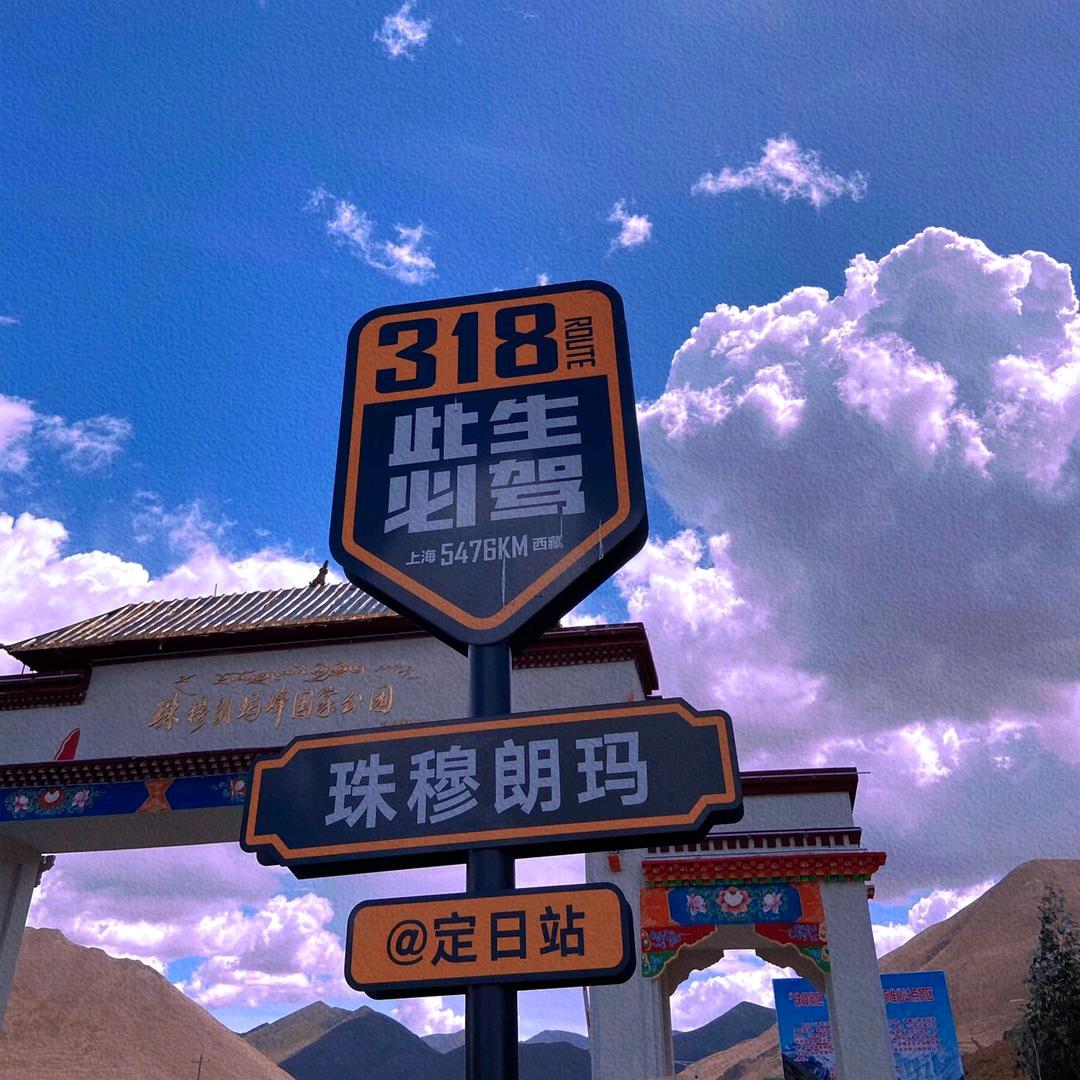 318 ROUTE
此生
必驾
上海 5476KM 西藏
珠穆朗玛峰国家公园
珠穆朗玛
@定日站